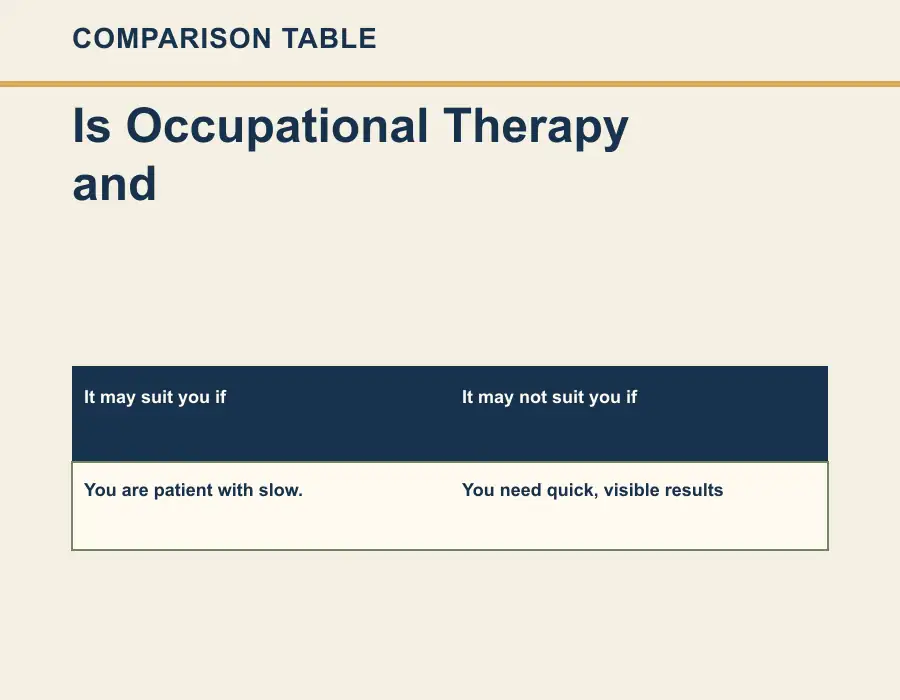 COMPARISON TABLE
Is Occupational Therapy
and
It may suit you if
It may not suit you if
You are patient with slow.
You need quick, visible results